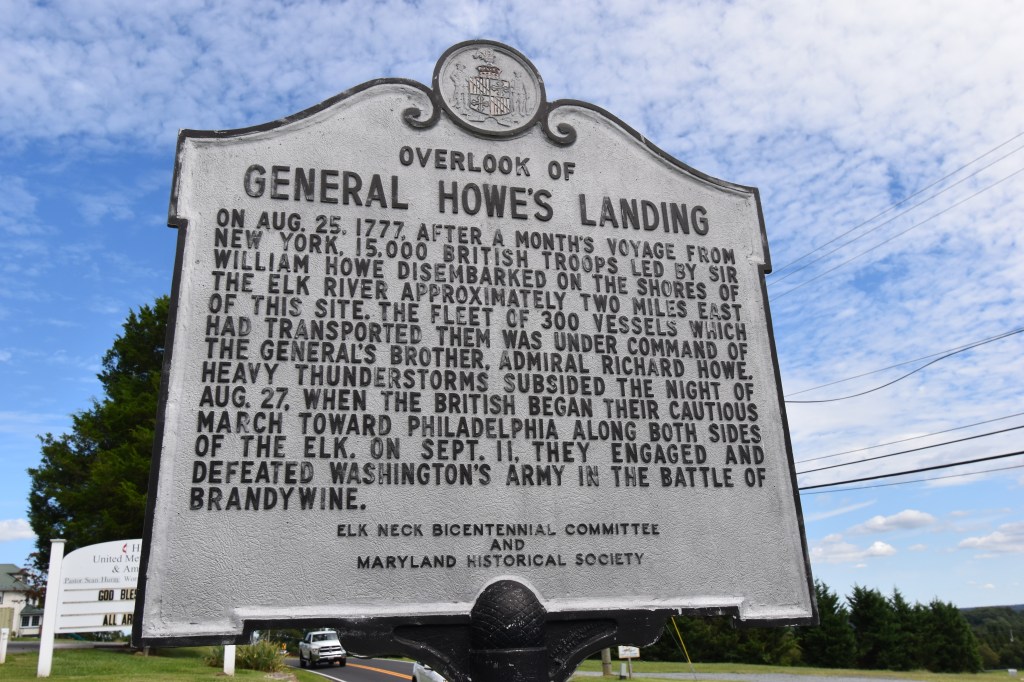 OVERLOOK OF
GENERAL HOWE'S LANDING
ON AUG. 25, 1777, AFTER A MONTH'S VOYAGE FROM
NEW YORK, 15,000 BRITISH TROOPS LED BY SIR
WILLIAM HOWE DISEMBARKED ON THE SHORES OF
THE ELK RIVER APPROXIMATELY TWO MILES EAST
OF THIS SITE. THE FLEET OF 300 VESSELS WHICH
HAD TRANSPORTED THEM WAS UNDER COMMAND OF
THE GENERAL'S BROTHER, ADMIRAL RICHARD HOWE.
HEAVY THUNDERSTORMS SUBSIDED THE NIGHT OF
AUG. 27, WHEN THE BRITISH BEGAN THEIR CAUTIOUS
MARCH TOWARD PHILADELPHIA ALONG BOTH SIDES
OF THE ELK. ON SEPT. 11, THEY ENGAGED AND
DEFEATED WASHINGTON'S ARMY IN THE BATTLE OF
BRANDYWINE.
ELK NECK BICENTENNIAL COMMITTEE
AND
MARYLAND HISTORICAL SOCIETY
H
United Me
& Am
Pastor
GOD BLES
ALL AR